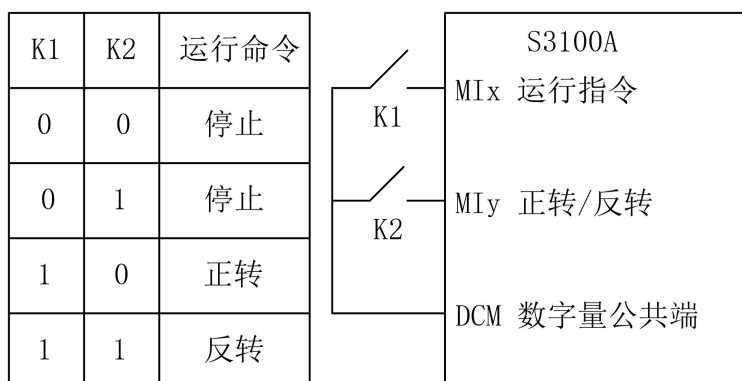 K1 K2 运行命令
0 0 停止
0 1 停止
1 0 正转
1 1 反转
S3100A
K1 MIx 运行指令
K2 MIy 正转/反转
DCM 数字量公共端